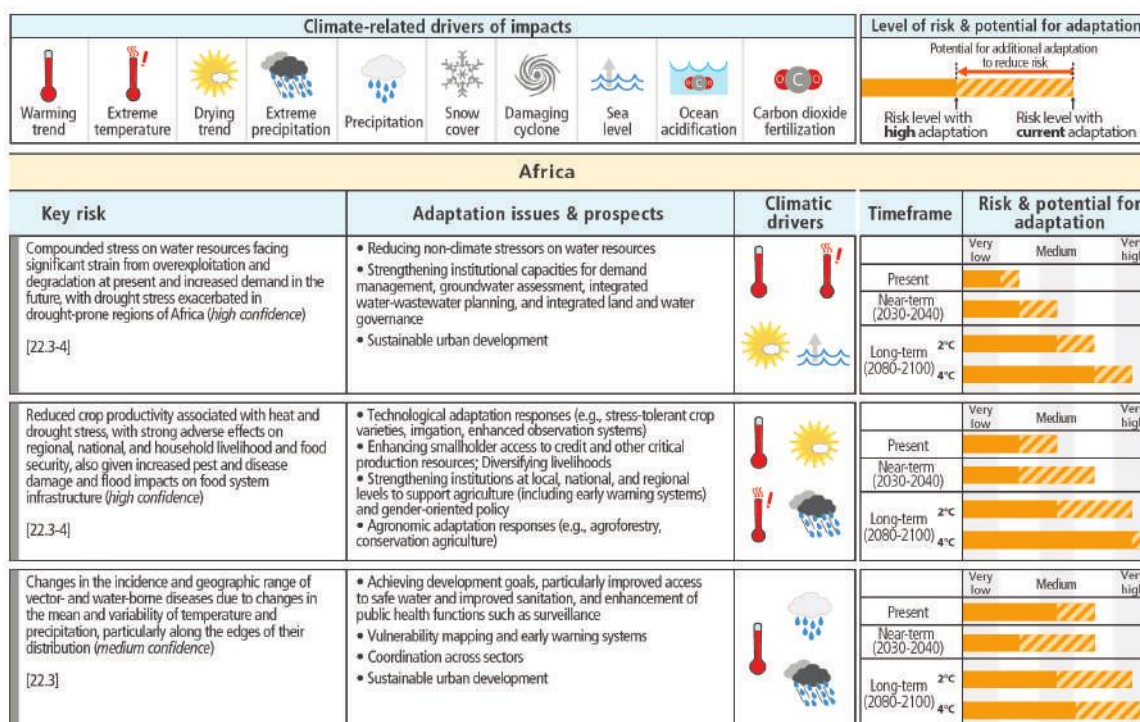 Climate-related drivers of impacts
Level of risk & potential for adaptation
Potential for additional adaptation
to reduce risk
Warming
trend
Extreme
temperature
Drying
trend
Extreme
precipitation
Precipitation
Snow
cover
Damaging
cyclone
Sea
level
Ocean
acidification
Carbon dioxide
fertilization
Risk level with
high adaptation
Risk level with
current adaptation
Africa
Key risk
Adaptation issues & prospects
Climatic
drivers
Timeframe
Risk & potential for
adaptation
Compounded stress on water resources facing
significant strain from overexploitation and
degradation at present and increased demand in the
future, with drought stress exacerbated in
drought-prone regions of Africa (high confidence)
[22.3-4]
• Reducing non-climate stressors on water resources
• Strengthening institutional capacities for demand
management, groundwater assessment, integrated
water-wastewater planning, and integrated land and water
governance
• Sustainable urban development
Very
low
Medium
Very
high
Present
Near-term
(2030-2040)
Long-term
(2080-2100)
2°C
4°C
Reduced crop productivity associated with heat and
drought stress, with strong adverse effects on
regional, national, and household livelihood and food
security, also given increased pest and disease
damage and flood impacts on food system
infrastructure (high confidence)
[22.3-4]
• Technological adaptation responses (e.g., stress-tolerant crop
varieties, irrigation, enhanced observation systems)
• Enhancing smallholder access to credit and other critical
production resources; Diversifying livelihoods
• Strengthening institutions at local, national, and regional
levels to support agriculture (including early warning systems)
and gender-oriented policy
• Agronomic adaptation responses (e.g., agroforestry,
conservation agriculture)
Very
low
Medium
Very
high
Present
Near-term
(2030-2040)
Long-term
(2080-2100)
2°C
4°C
Changes in the incidence and geographic range of
vector- and water-borne diseases due to changes in
the mean and variability of temperature and
precipitation, particularly along the edges of their
distribution (medium confidence)
[22.3]
• Achieving development goals, particularly improved access
to safe water and improved sanitation, and enhancement of
public health functions such as surveillance
• Vulnerability mapping and early warning systems
• Coordination across sectors
• Sustainable urban development
Very
low
Medium
Very
high
Present
Near-term
(2030-2040)
Long-term
(2080-2100)
2°C
4°C